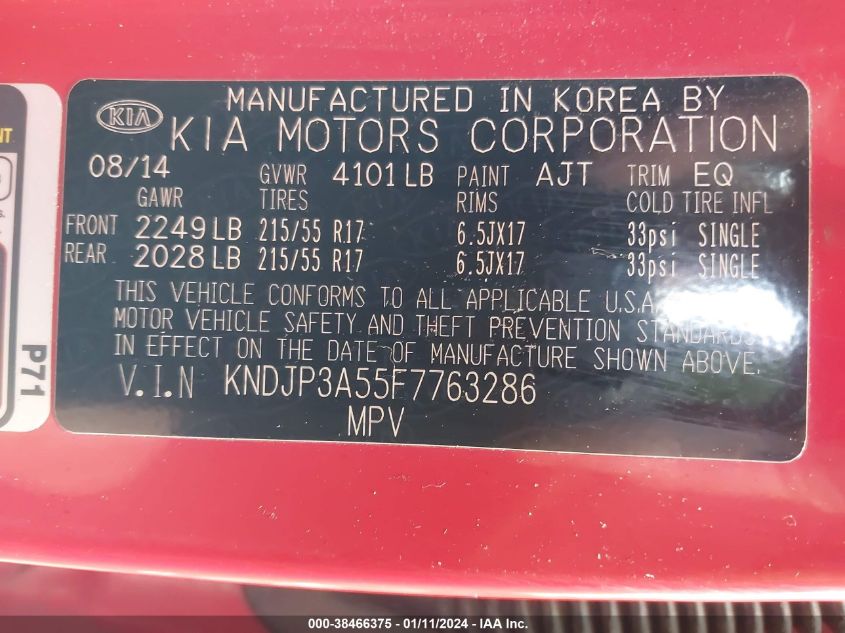 MANUFACTURED IN KOREA BY
KIA KIA MOTORS CORPORATION
08/14 GVWR 4101 LB PAINT AJT TRIM EQ
GAWR TIRES RIMS COLD TIRE INFL
FRONT 2249 LB 215/55 R17 6.5JX17 33psi SINGLE
REAR 2028 LB 215/55 R17 6.5JX17 33psi SINGLE
THIS VEHICLE CONFORMS TO ALL APPLICABLE U.S.A.
MOTOR VEHICLE SAFETY AND THEFT PREVENTION STANDARDS
IN EFFECT ON THE DATE OF MANUFACTURE SHOWN ABOVE.
V.I.N KNDJP3A55F7763286
MPV
P71
000-38466375 - 01/11/2024 - IAA Inc.